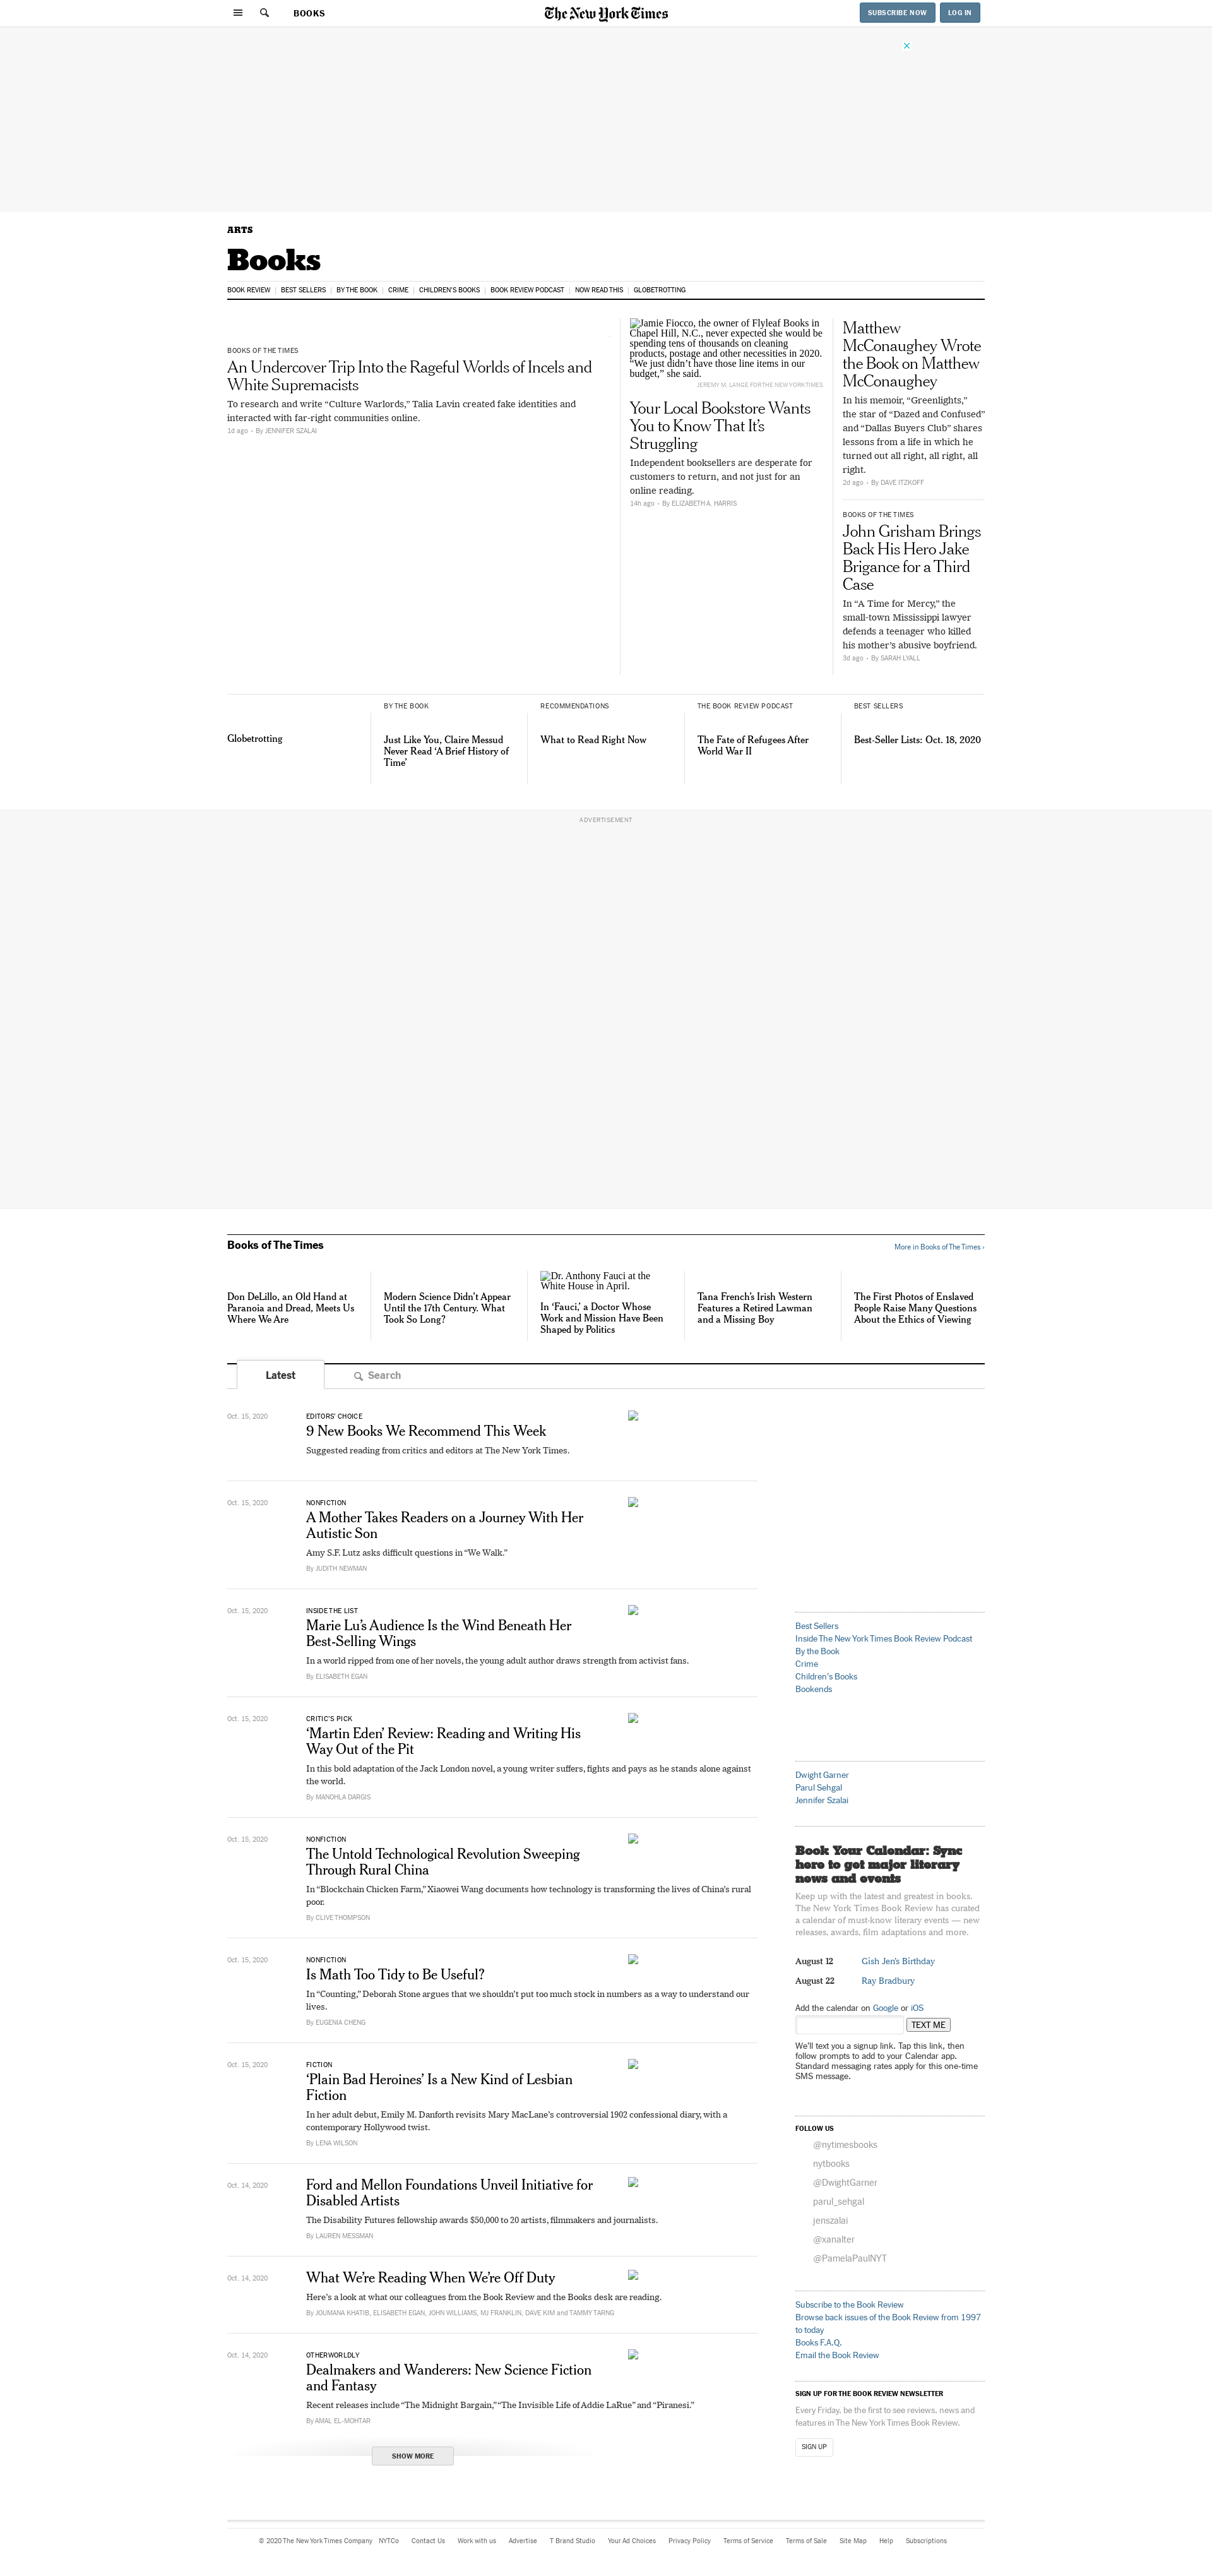 BOOKS
The New York Times
SUBSCRIBE NOW
LOG IN
ARTS
Books
BOOK REVIEW | BEST SELLERS | BY THE BOOK | CRIME | CHILDREN'S BOOKS | BOOK REVIEW PODCAST | NOW READ THIS | GLOBETROTTING
BOOKS OF THE TIMES
An Undercover Trip Into the Rageful Worlds of Incels and
White Supremacists
To research and write “Culture Warlords,” Talia Lavin created fake identities and
interacted with far-right communities online.
1d ago • By JENNIFER SZALAI
Jamie Fiocco, the owner of Flyleaf Books in
Chapel Hill, N.C., never expected she would be
spending tens of thousands on cleaning
products, postage and other necessities in 2020.
“We just didn’t have those line items in our
budget,” she said.
JEREMY M. LANGE FOR THE NEW YORK TIMES
Your Local Bookstore Wants
You to Know That It’s
Struggling
Independent booksellers are desperate for
customers to return, and not just for an
online reading.
14h ago • By ELIZABETH A. HARRIS
Matthew
McConaughey Wrote
the Book on Matthew
McConaughey
In his memoir, “Greenlights,”
the star of “Dazed and Confused”
and “Dallas Buyers Club” shares
lessons from a life in which he
turned out all right, all right, all
right.
2d ago • By DAVE ITZKOFF
BOOKS OF THE TIMES
John Grisham Brings
Back His Hero Jake
Brigance for a Third
Case
In “A Time for Mercy,” the
small-town Mississippi lawyer
defends a teenager who killed
his mother’s abusive boyfriend.
3d ago • By SARAH LYALL
Globetrotting
BY THE BOOK
Just Like You, Claire Messud
Never Read ‘A Brief History of
Time’
RECOMMENDATIONS
What to Read Right Now
THE BOOK REVIEW PODCAST
The Fate of Refugees After
World War II
BEST SELLERS
Best-Seller Lists: Oct. 18, 2020
ADVERTISEMENT
Books of The Times
More in Books of The Times ›
Don DeLillo, an Old Hand at
Paranoia and Dread, Meets Us
Where We Are
Modern Science Didn’t Appear
Until the 17th Century. What
Took So Long?
Dr. Anthony Fauci at the
White House in April.
In ‘Fauci,’ a Doctor Whose
Work and Mission Have Been
Shaped by Politics
Tana French’s Irish Western
Features a Retired Lawman
and a Missing Boy
The First Photos of Enslaved
People Raise Many Questions
About the Ethics of Viewing
Latest
Search
Oct. 15, 2020
EDITORS’ CHOICE
9 New Books We Recommend This Week
Suggested reading from critics and editors at The New York Times.
Oct. 15, 2020
NONFICTION
A Mother Takes Readers on a Journey With Her
Autistic Son
Amy S.F. Lutz asks difficult questions in “We Walk.”
By JUDITH NEWMAN
Oct. 15, 2020
INSIDE THE LIST
Marie Lu’s Audience Is the Wind Beneath Her
Best-Selling Wings
In a world ripped from one of her novels, the young adult author draws strength from activist fans.
By ELISABETH EGAN
Oct. 15, 2020
CRITIC’S PICK
‘Martin Eden’ Review: Reading and Writing His
Way Out of the Pit
In this bold adaptation of the Jack London novel, a young writer suffers, fights and pays as he stands alone against
the world.
By MANOHLA DARGIS
Oct. 15, 2020
NONFICTION
The Untold Technological Revolution Sweeping
Through Rural China
In “Blockchain Chicken Farm,” Xiaowei Wang documents how technology is transforming the lives of China’s rural
poor.
By CLIVE THOMPSON
Oct. 15, 2020
NONFICTION
Is Math Too Tidy to Be Useful?
In “Counting,” Deborah Stone argues that we shouldn’t put too much stock in numbers as a way to understand our
lives.
By EUGENIA CHENG
Oct. 15, 2020
FICTION
‘Plain Bad Heroines’ Is a New Kind of Lesbian
Fiction
In her adult debut, Emily M. Danforth revisits Mary MacLane’s controversial 1902 confessional diary, with a
contemporary Hollywood twist.
By LENA WILSON
Oct. 14, 2020
Ford and Mellon Foundations Unveil Initiative for
Disabled Artists
The Disability Futures fellowship awards $50,000 to 20 artists, filmmakers and journalists.
By LAUREN MESSMAN
Oct. 14, 2020
What We’re Reading When We’re Off Duty
Here’s a look at what our colleagues from the Book Review and the Books desk are reading.
By JOUMANA KHATIB, ELISABETH EGAN, JOHN WILLIAMS, MJ FRANKLIN, DAVE KIM and TAMMY TARNG
Oct. 14, 2020
OTHERWORLDLY
Dealmakers and Wanderers: New Science Fiction
and Fantasy
Recent releases include “The Midnight Bargain,” “The Invisible Life of Addie LaRue” and “Piranesi.”
By AMAL EL-MOHTAR
SHOW MORE
Best Sellers
Inside The New York Times Book Review Podcast
By the Book
Crime
Children’s Books
Bookends
Dwight Garner
Parul Sehgal
Jennifer Szalai
Book Your Calendar: Sync
here to get major literary
news and events
Keep up with the latest and greatest in books.
The New York Times Book Review has curated
a calendar of must-know literary events — new
releases, awards, film adaptations and more.
August 12 Gish Jen’s Birthday
August 22 Ray Bradbury
Add the calendar on Google or iOS
TEXT ME
We’ll text you a signup link. Tap this link, then
follow prompts to add to your Calendar app.
Standard messaging rates apply for this one-time
SMS message.
FOLLOW US
@nytimesbooks
nytbooks
@DwightGarner
parul_sehgal
jenszalai
@xanalter
@PamelaPaulNYT
Subscribe to the Book Review
Browse back issues of the Book Review from 1997
to today
Books F.A.Q.
Email the Book Review
SIGN UP FOR THE BOOK REVIEW NEWSLETTER
Every Friday, be the first to see reviews, news and
features in The New York Times Book Review.
SIGN UP
© 2020 The New York Times Company NYTCo Contact Us Work with us Advertise T Brand Studio Your Ad Choices Privacy Policy Terms of Service Terms of Sale Site Map Help Subscriptions